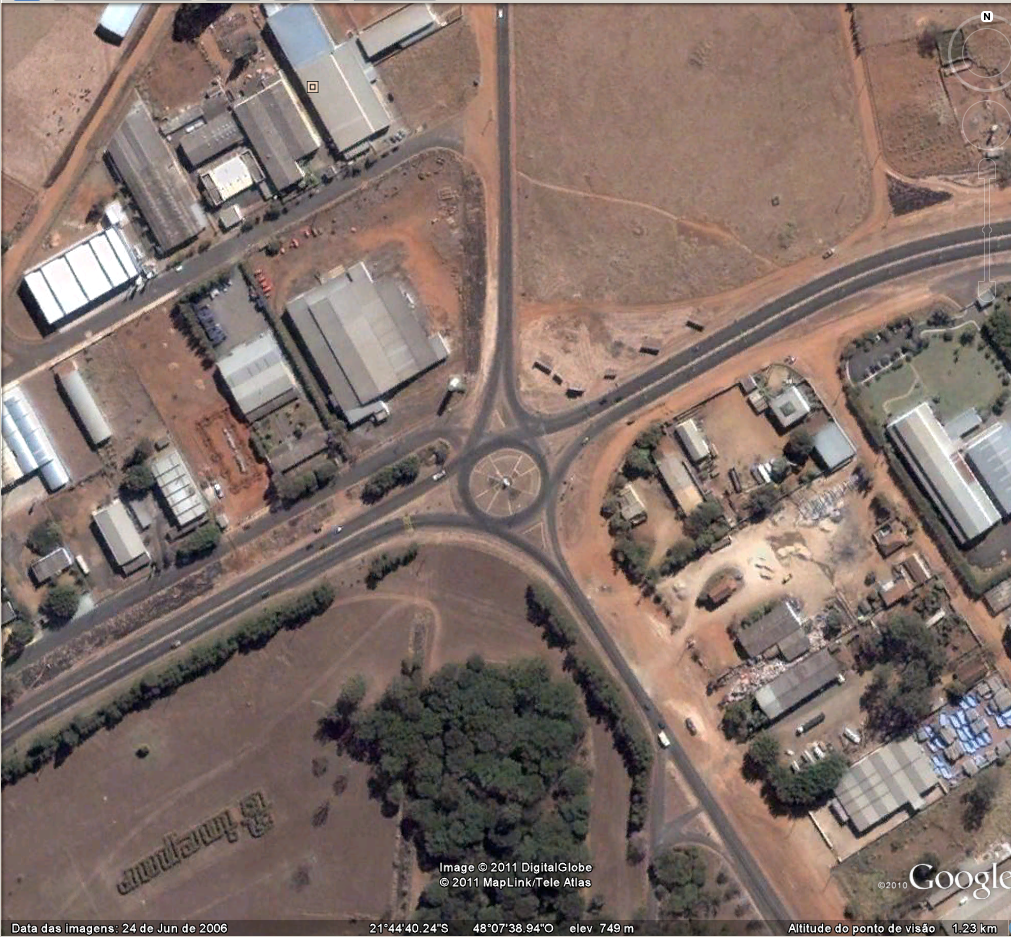 N
Image © 2011 DigitalGlobe
© 2011 MapLink/Tele Atlas
©2010 Google
Data das imagens: 24 de Jun de 2006 21°44'40.24"S 48°07'38.94"O elev 749 m Altitude do ponto de visão 1.23 km